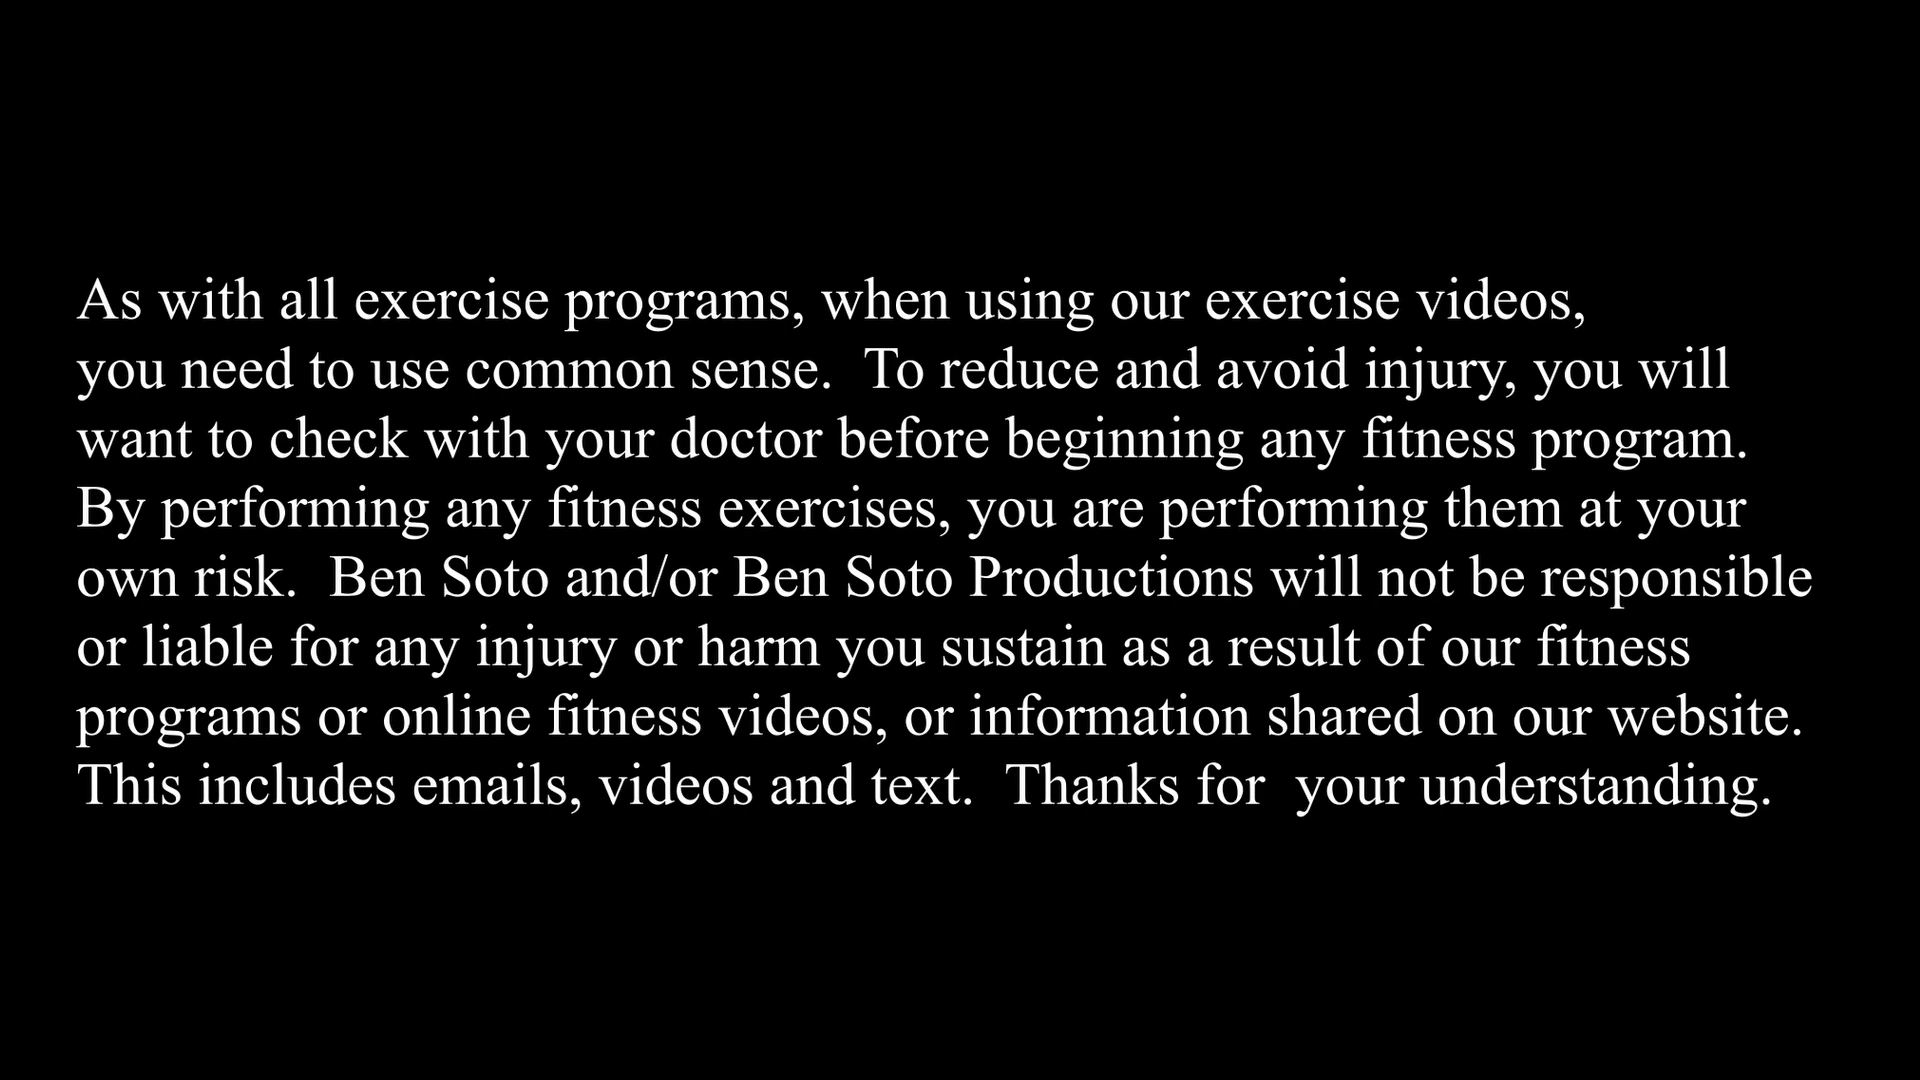 As with all exercise programs, when using our exercise videos,
you need to use common sense.  To reduce and avoid injury, you will
want to check with your doctor before beginning any fitness program.
By performing any fitness exercises, you are performing them at your
own risk.  Ben Soto and/or Ben Soto Productions will not be responsible
or liable for any injury or harm you sustain as a result of our fitness
programs or online fitness videos, or information shared on our website.
This includes emails, videos and text.  Thanks for  your understanding.